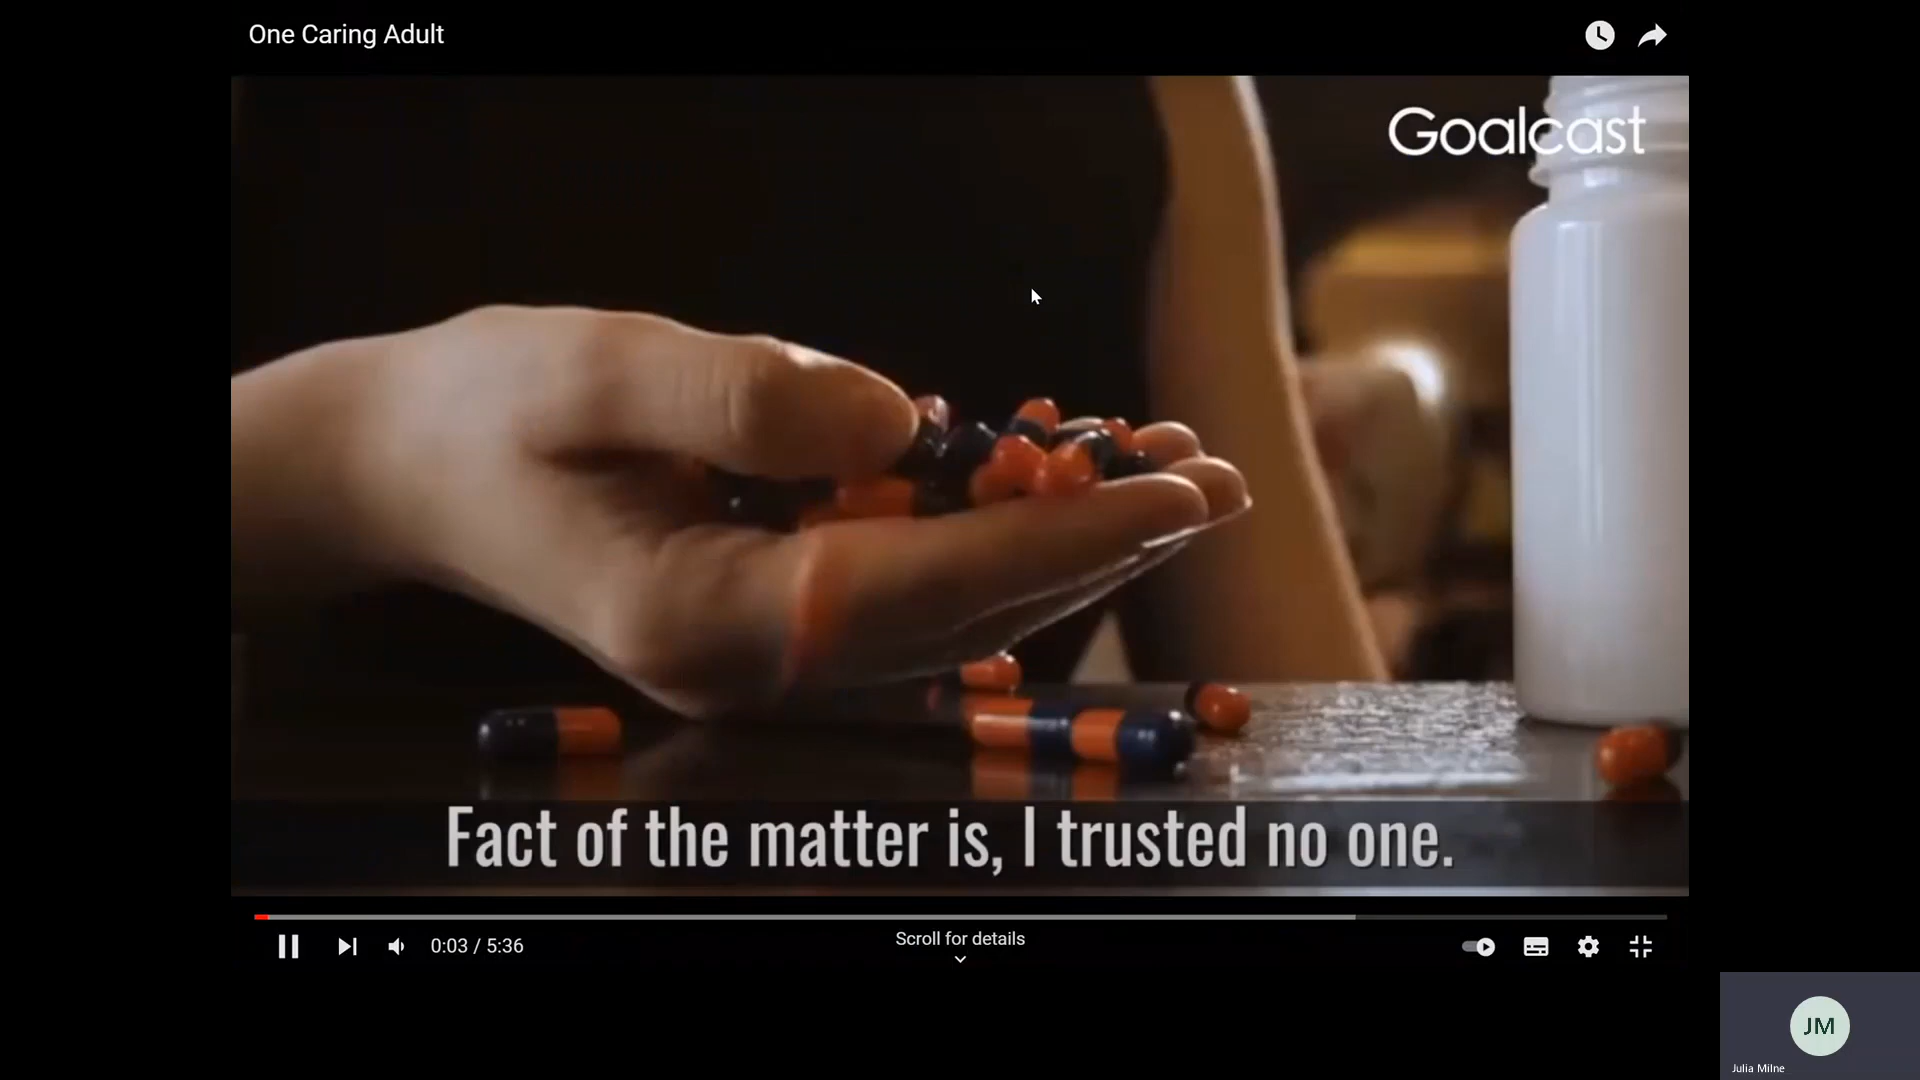 One Caring Adult
Goalcast
Fact of the matter is, I trusted no one.
0:03 / 5:36
Scroll for details
JM
Julia Milne